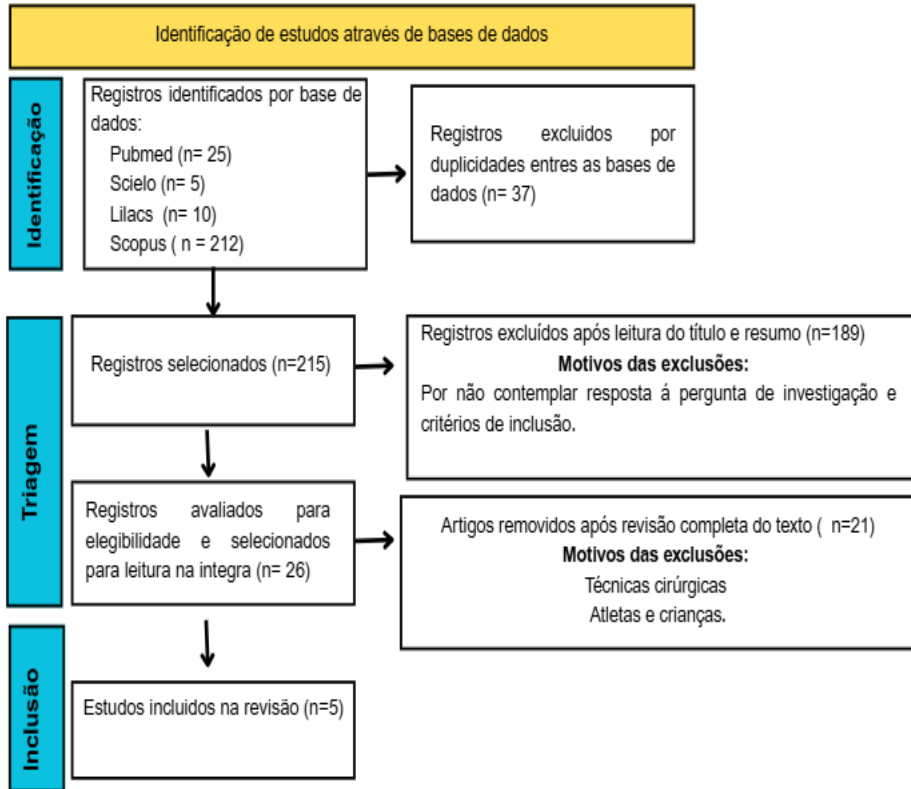 Identificação de estudos através de bases de dados
Identificação
Registros identificados por base de
dados:
Pubmed (n= 25)
Scielo (n= 5)
Lilacs (n= 10)
Scopus ( n = 212)
Registros excluidos por
duplicidades entres as bases de
dados (n= 37)
Triagem
Registros selecionados (n=215)
Registros excluídos após leitura do título e resumo (n=189)
Motivos das exclusões:
Por não contemplar resposta á pergunta de investigação e
critérios de inclusão.
Registros avaliados para
elegibilidade e selecionados
para leitura na integra (n= 26)
Artigos removidos após revisão completa do texto ( n=21)
Motivos das exclusões:
Técnicas cirúrgicas
Atletas e crianças.
Inclusão
Estudos incluidos na revisão (n=5)